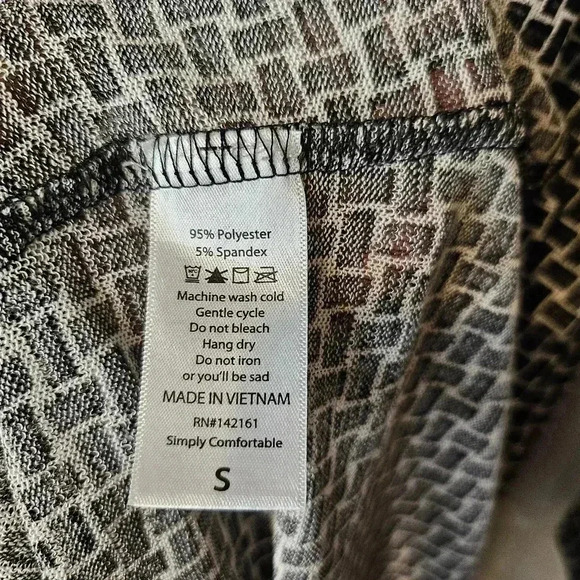 95% Polyester
5% Spandex
Machine wash cold
Gentle cycle
Do not bleach
Hang dry
Do not iron
or you'll be sad
MADE IN VIETNAM
RN#142161
Simply Comfortable
S